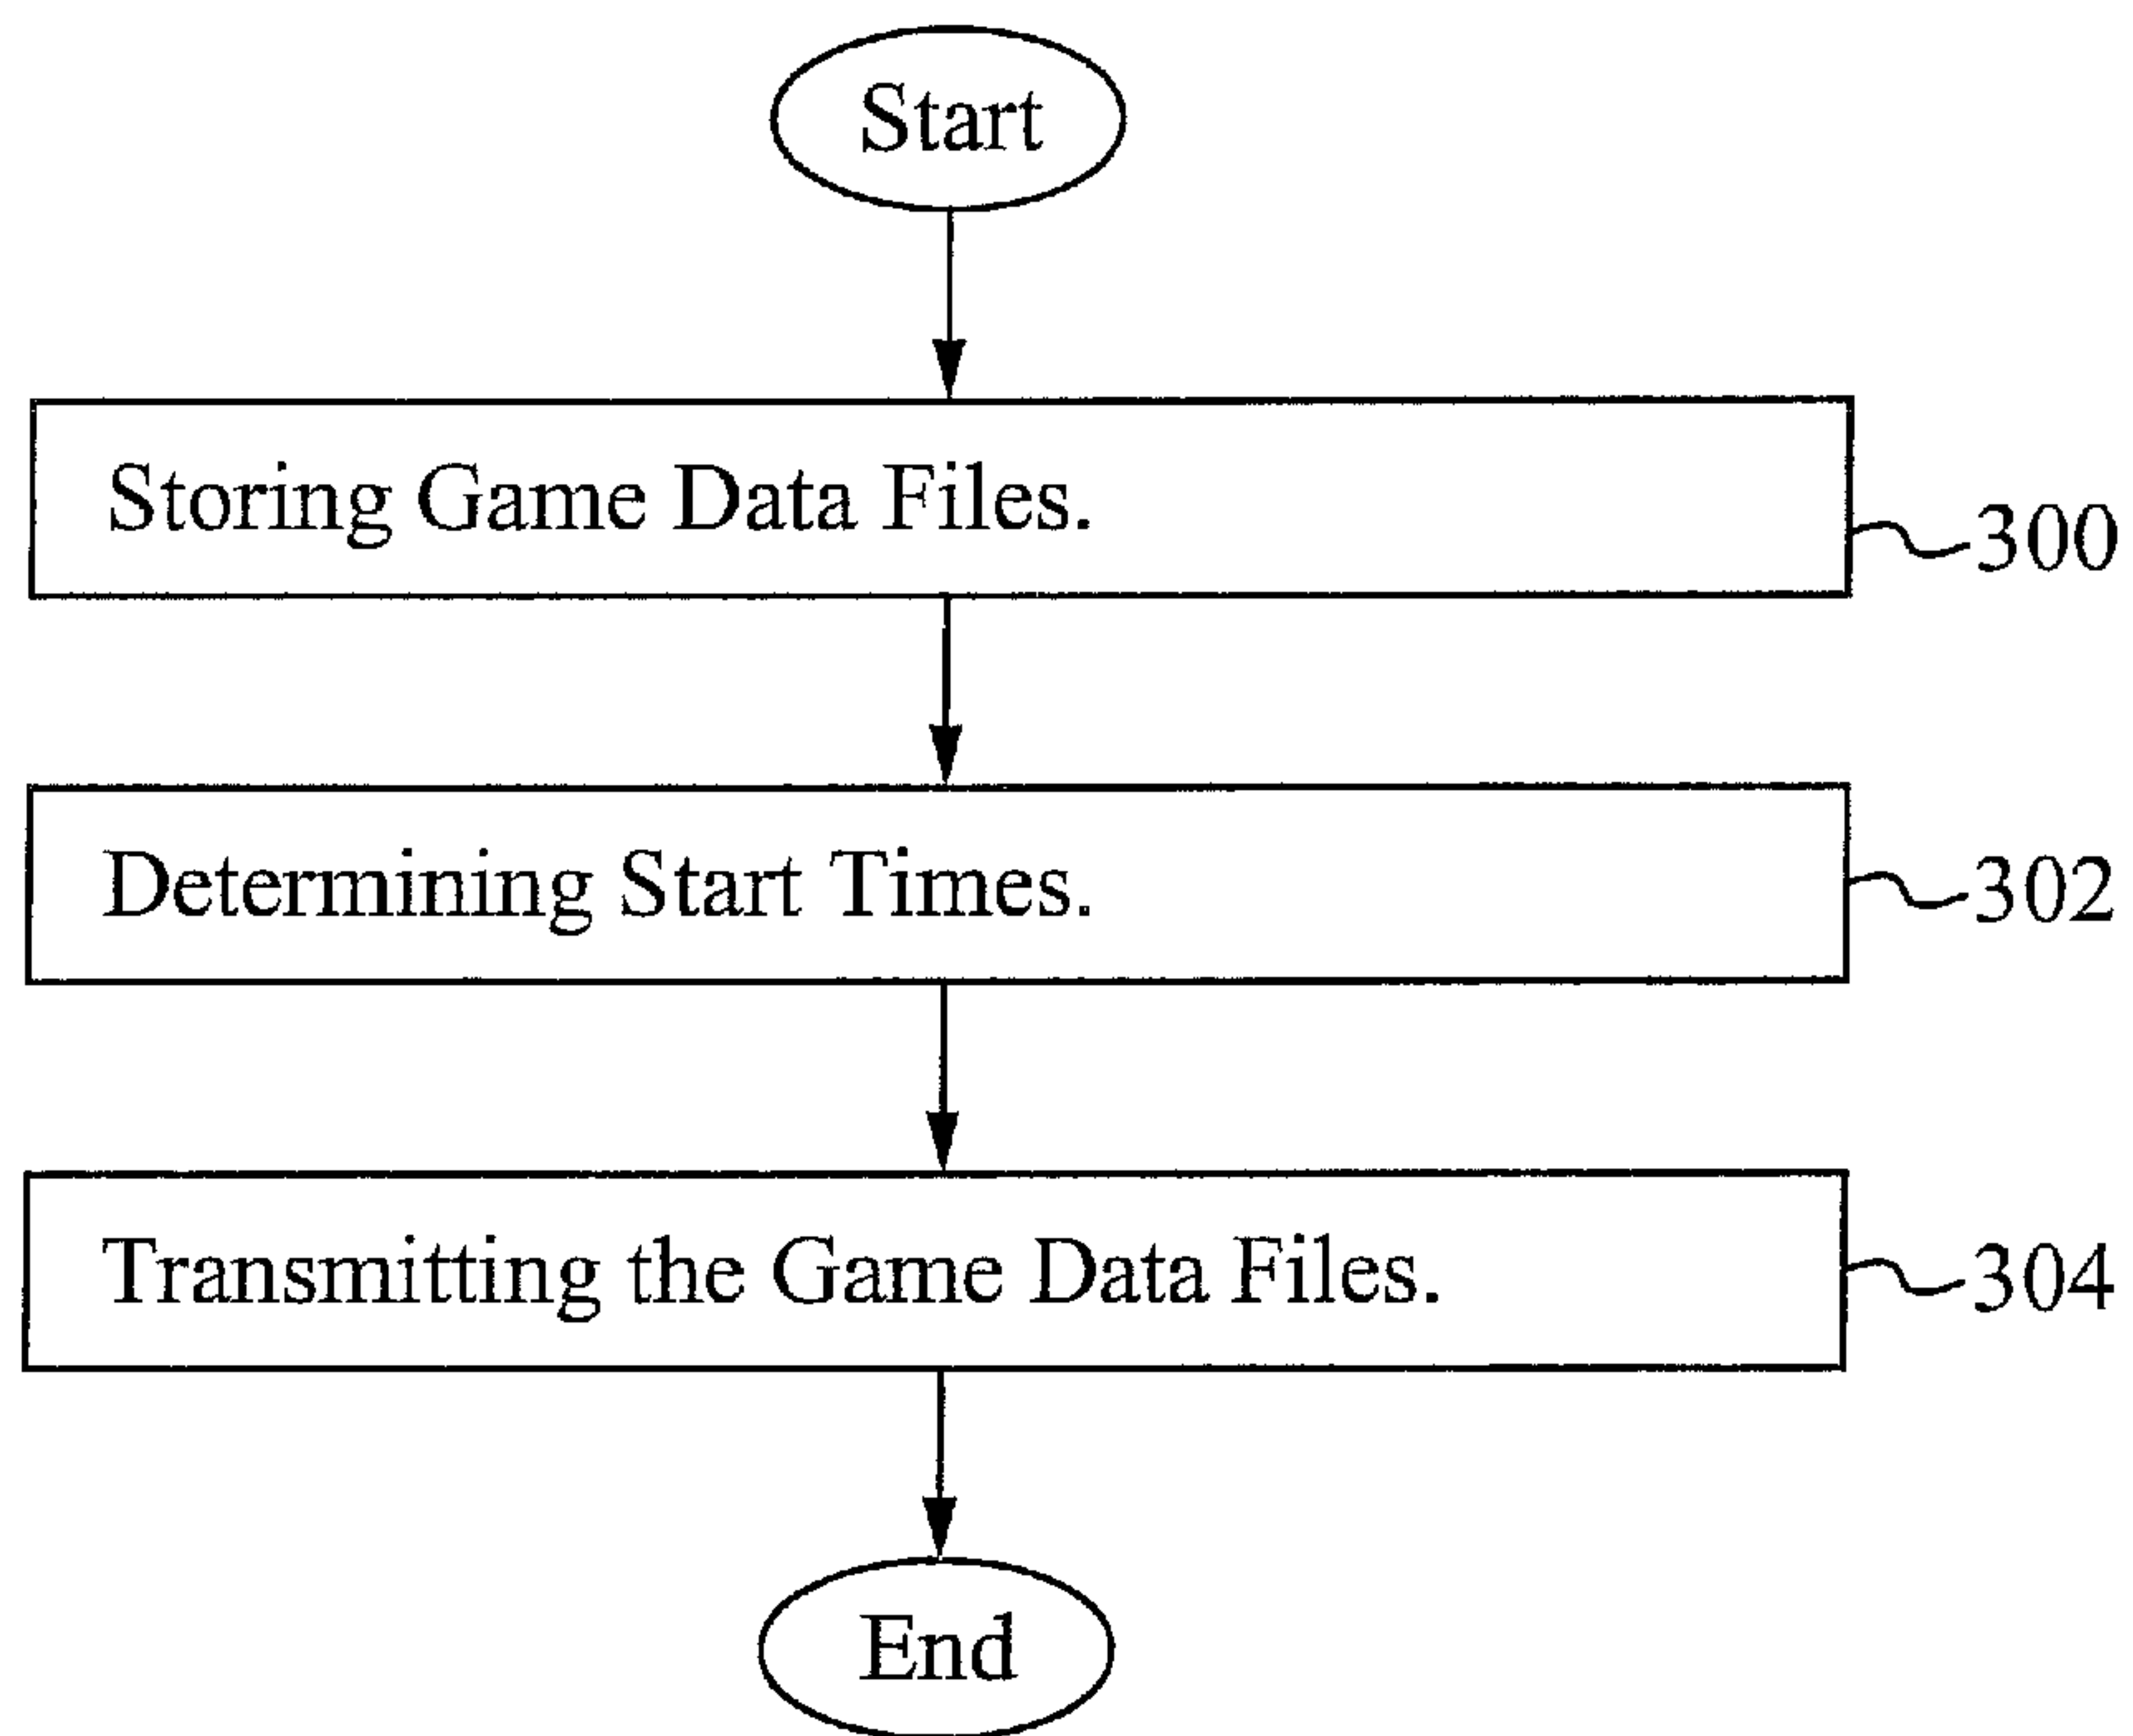 Start
Storing Game Data Files.
300
Determining Start Times.
302
Transmitting the Game Data Files.
304
End